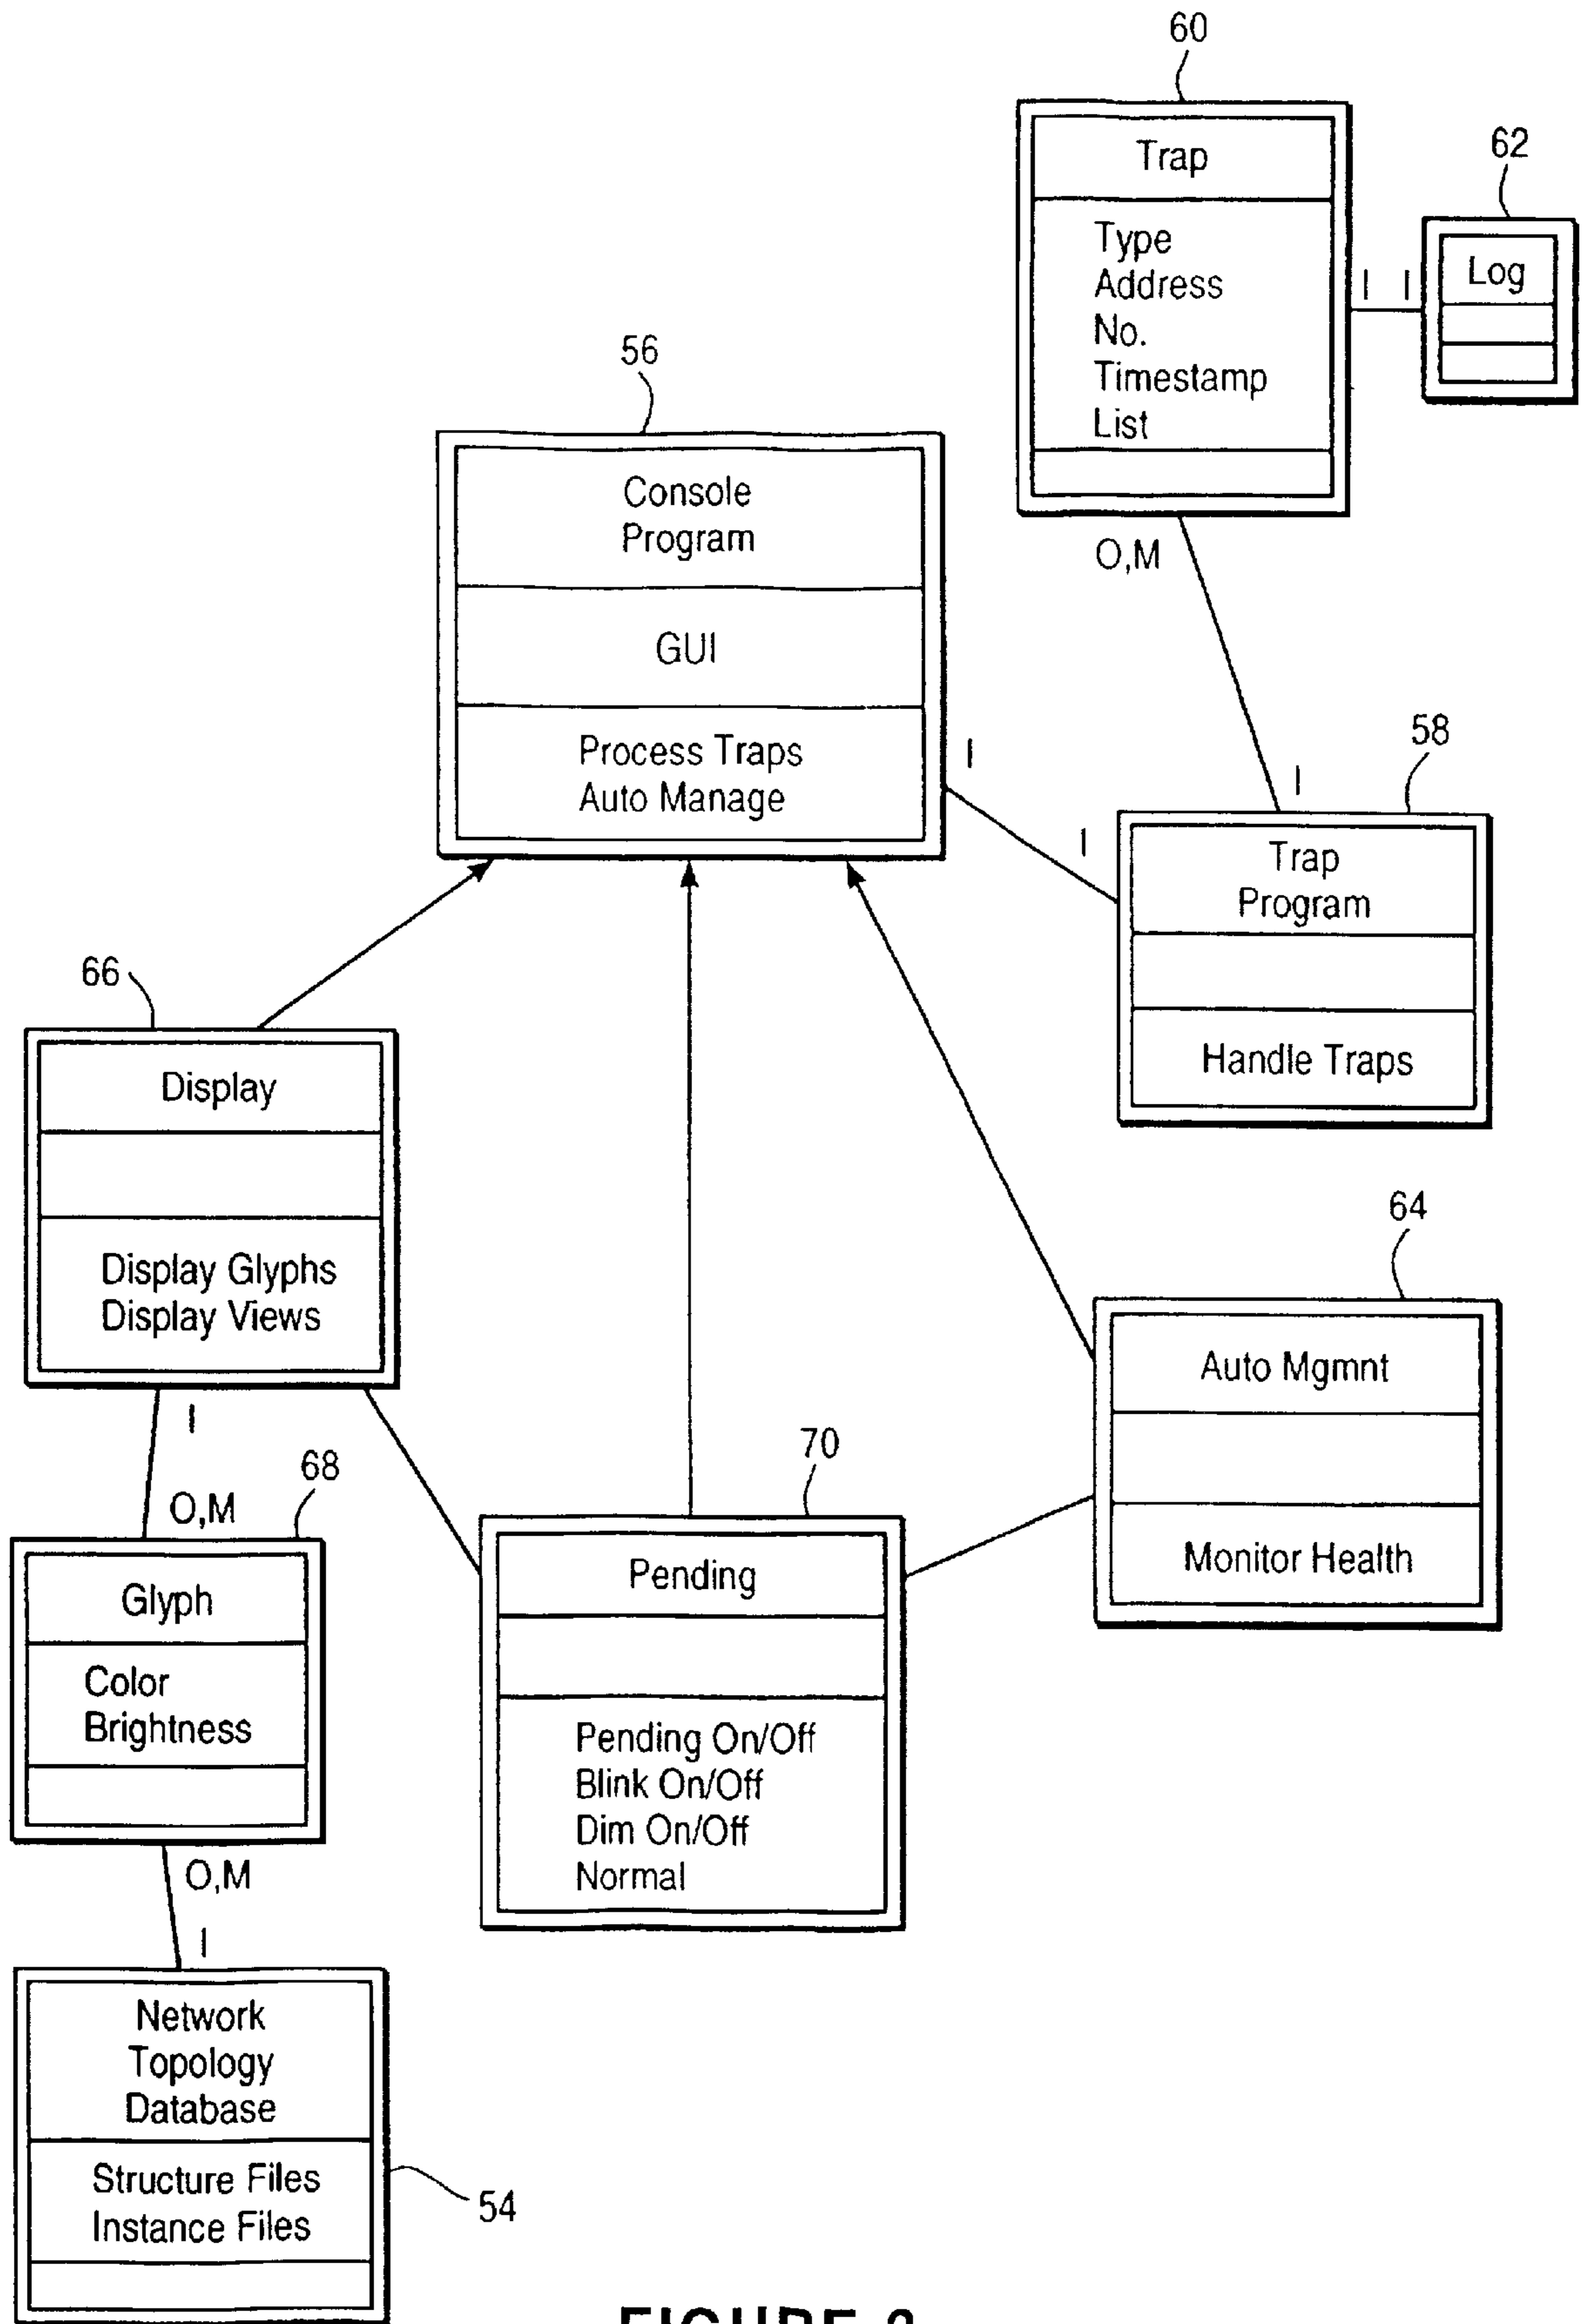 60
Trap
Type
Address
No.
Timestamp
List
62
Log
I I
O,M
I
56
Console
Program
GUI
Process Traps
Auto Manage
I
I
58
Trap
Program
Handle Traps
66
Display
Display Glyphs
Display Views
I
O,M
64
Auto Mgmnt
Monitor Health
68
Glyph
Color
Brightness
O,M
I
70
Pending
Pending On/Off
Blink On/Off
Dim On/Off
Normal
Network
Topology
Database
Structure Files
Instance Files
54
FIGURE